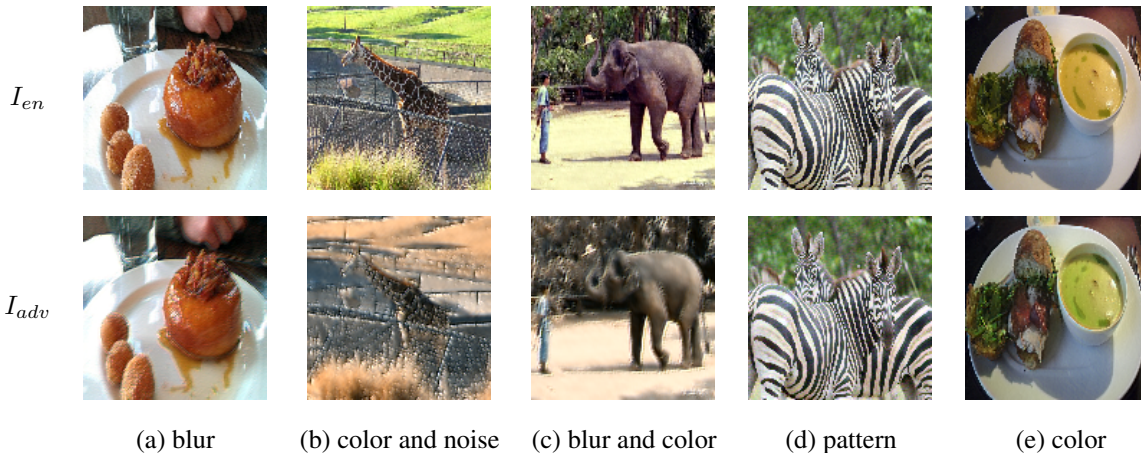 I_en
I_adv
(a) blur
(b) color and noise
(c) blur and color
(d) pattern
(e) color